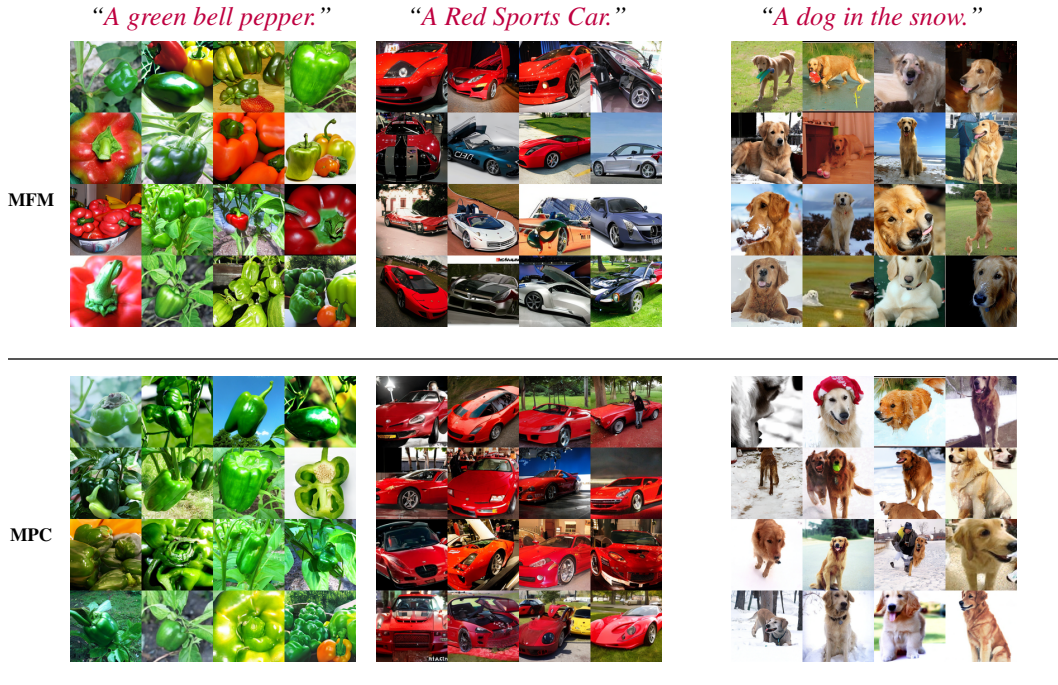 “A green bell pepper.”
“A Red Sports Car.”
“A dog in the snow.”
MFM
MPC